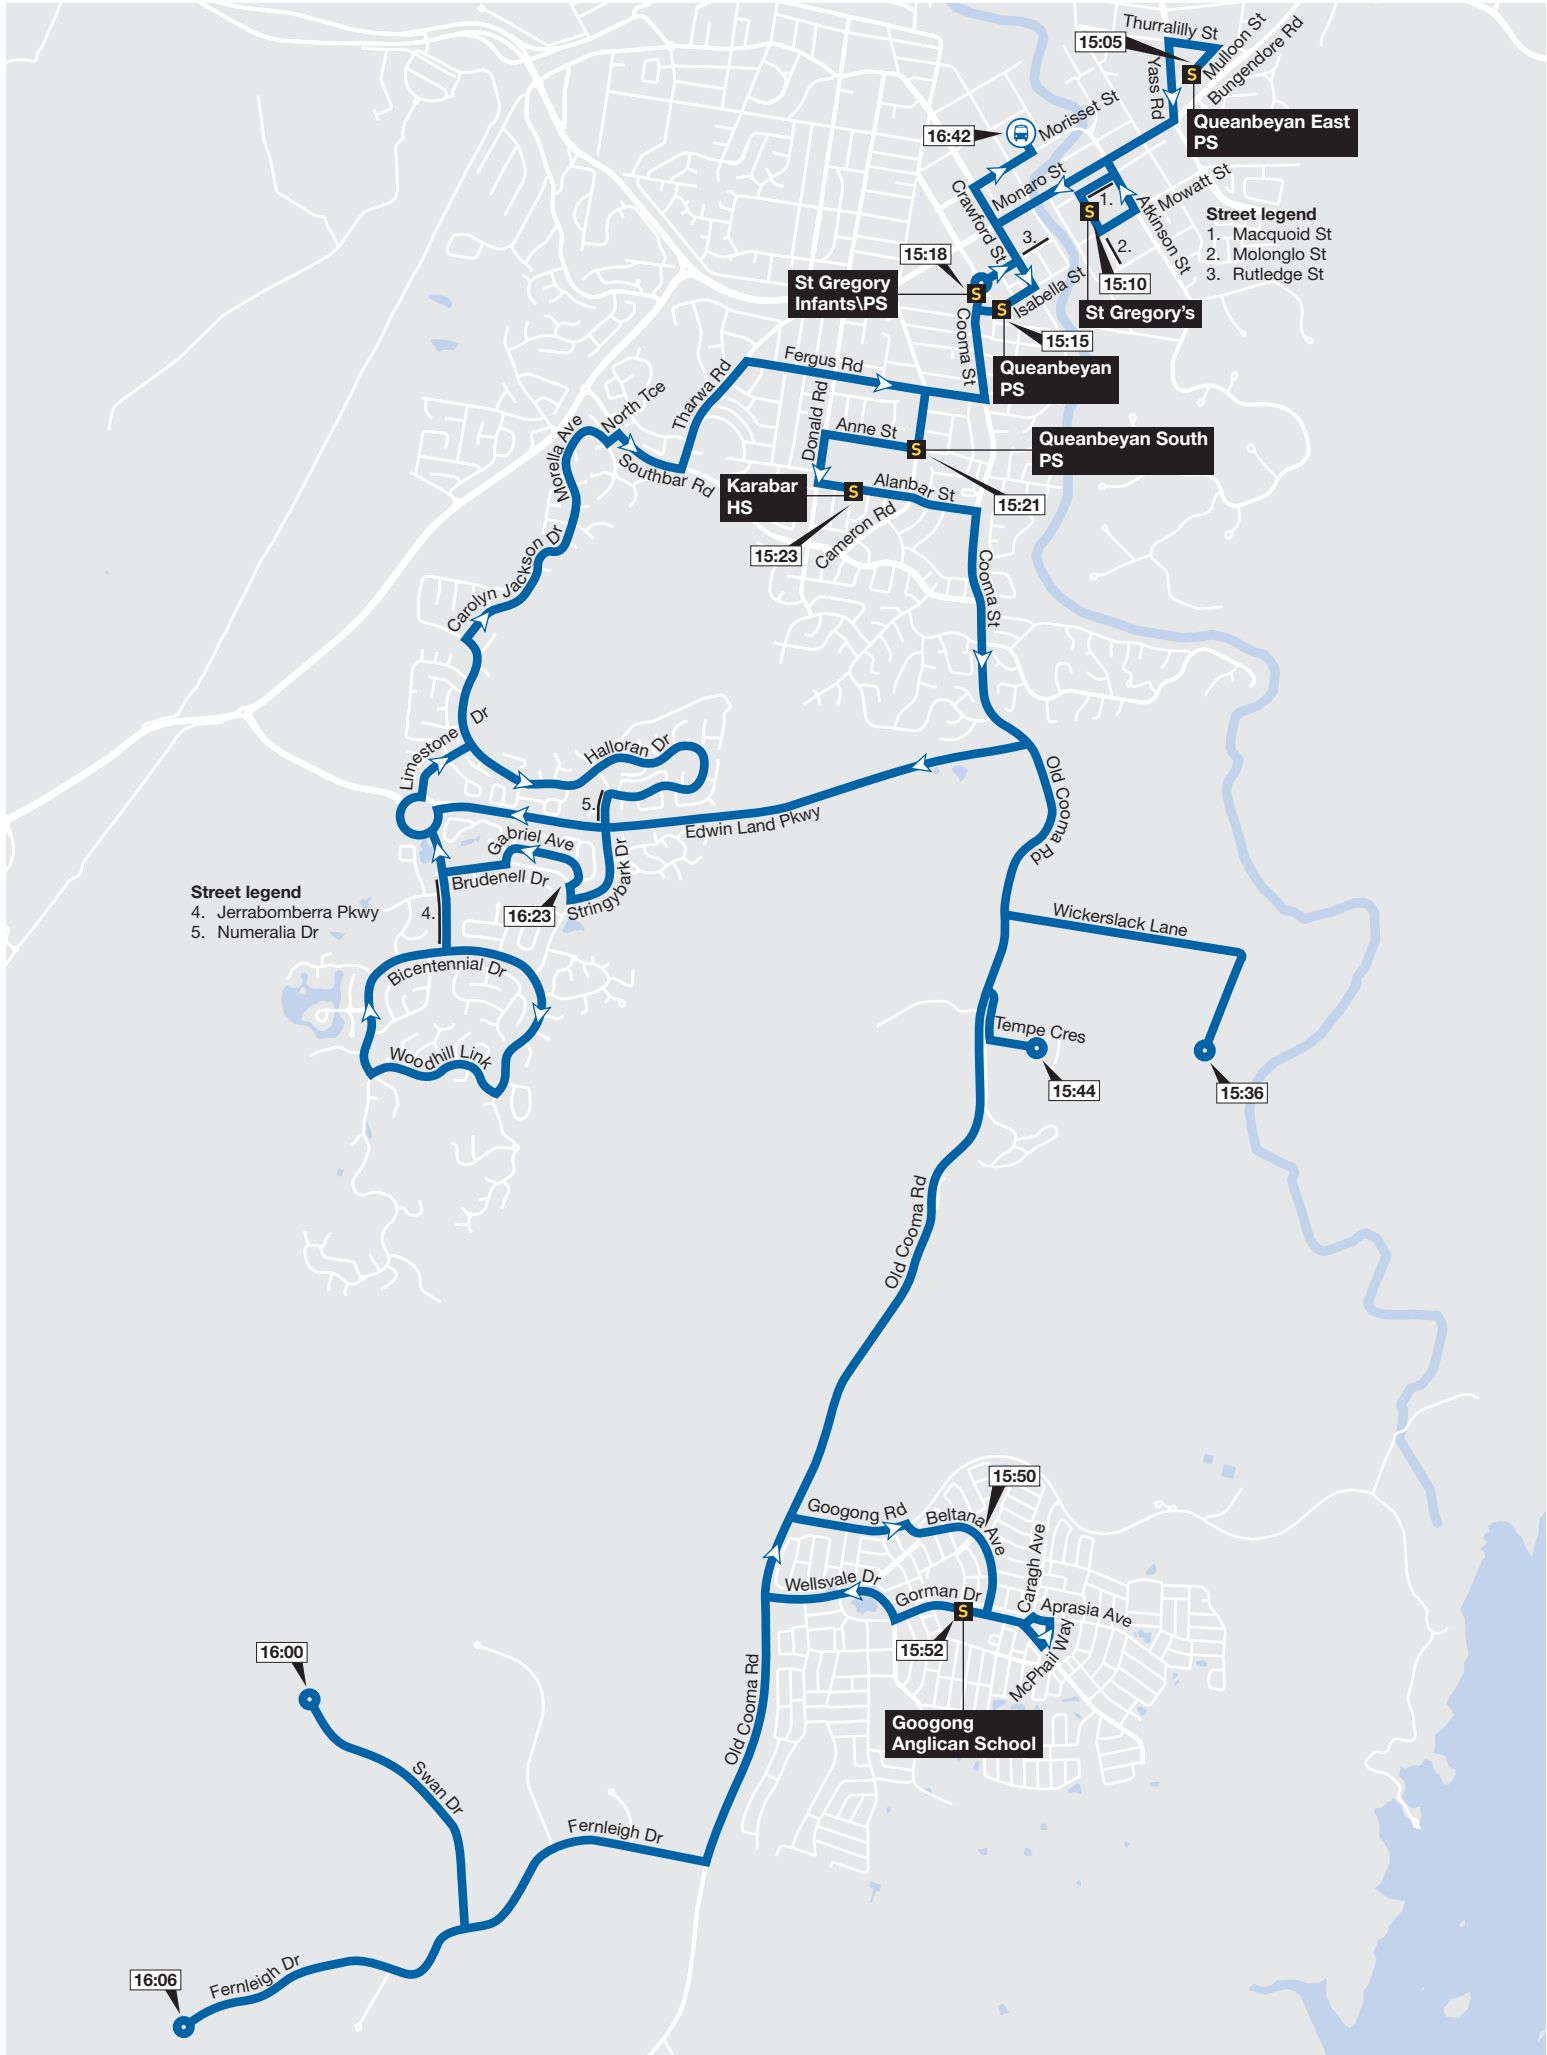 Thurralilly St
15:05
Mulloon St
Bungendore Rd
Yass Rd
S
Queanbeyan East
PS
16:42
Morisset St
Monaro St
Crawford St
Mowatt St
Atkinson St
1.
S
2.
3.
Street legend
1. Macquoid St
2. Molonglo St
3. Rutledge St
15:18
15:10
St Gregory
Infants\PS
S
Isabella St
S
St Gregory's
15:15
Cooma St
Queanbeyan
PS
Fergus Rd
Tharwa Rd
Donald Rd
North Tce
Morella Ave
Anne St
S
Queanbeyan South
PS
Southbar Rd
Karabar
HS
S
Alanbar St
15:21
Cameron Rd
15:23
Carolyn Jackson Dr
Cooma St
Limestone Dr
Halloran Dr
5.
Edwin Land Pkwy
Old Cooma Rd
Gabriel Ave
Brudenell Dr
Stringybark Dr
16:23
Street legend
4. Jerrabomberra Pkwy
5. Numeralia Dr
4.
Wickerslack Lane
Bicentennial Dr
Woodhill Link
Tempe Cres
15:44
15:36
Old Cooma Rd
15:50
Googong Rd
Beltana Ave
Caragh Ave
Wellsvale Dr
Gorman Dr
S
Aprasia Ave
McPhail Way
15:52
Googong
Anglican School
16:00
Old Cooma Rd
Swan Dr
Fernleigh Dr
Fernleigh Dr
16:06